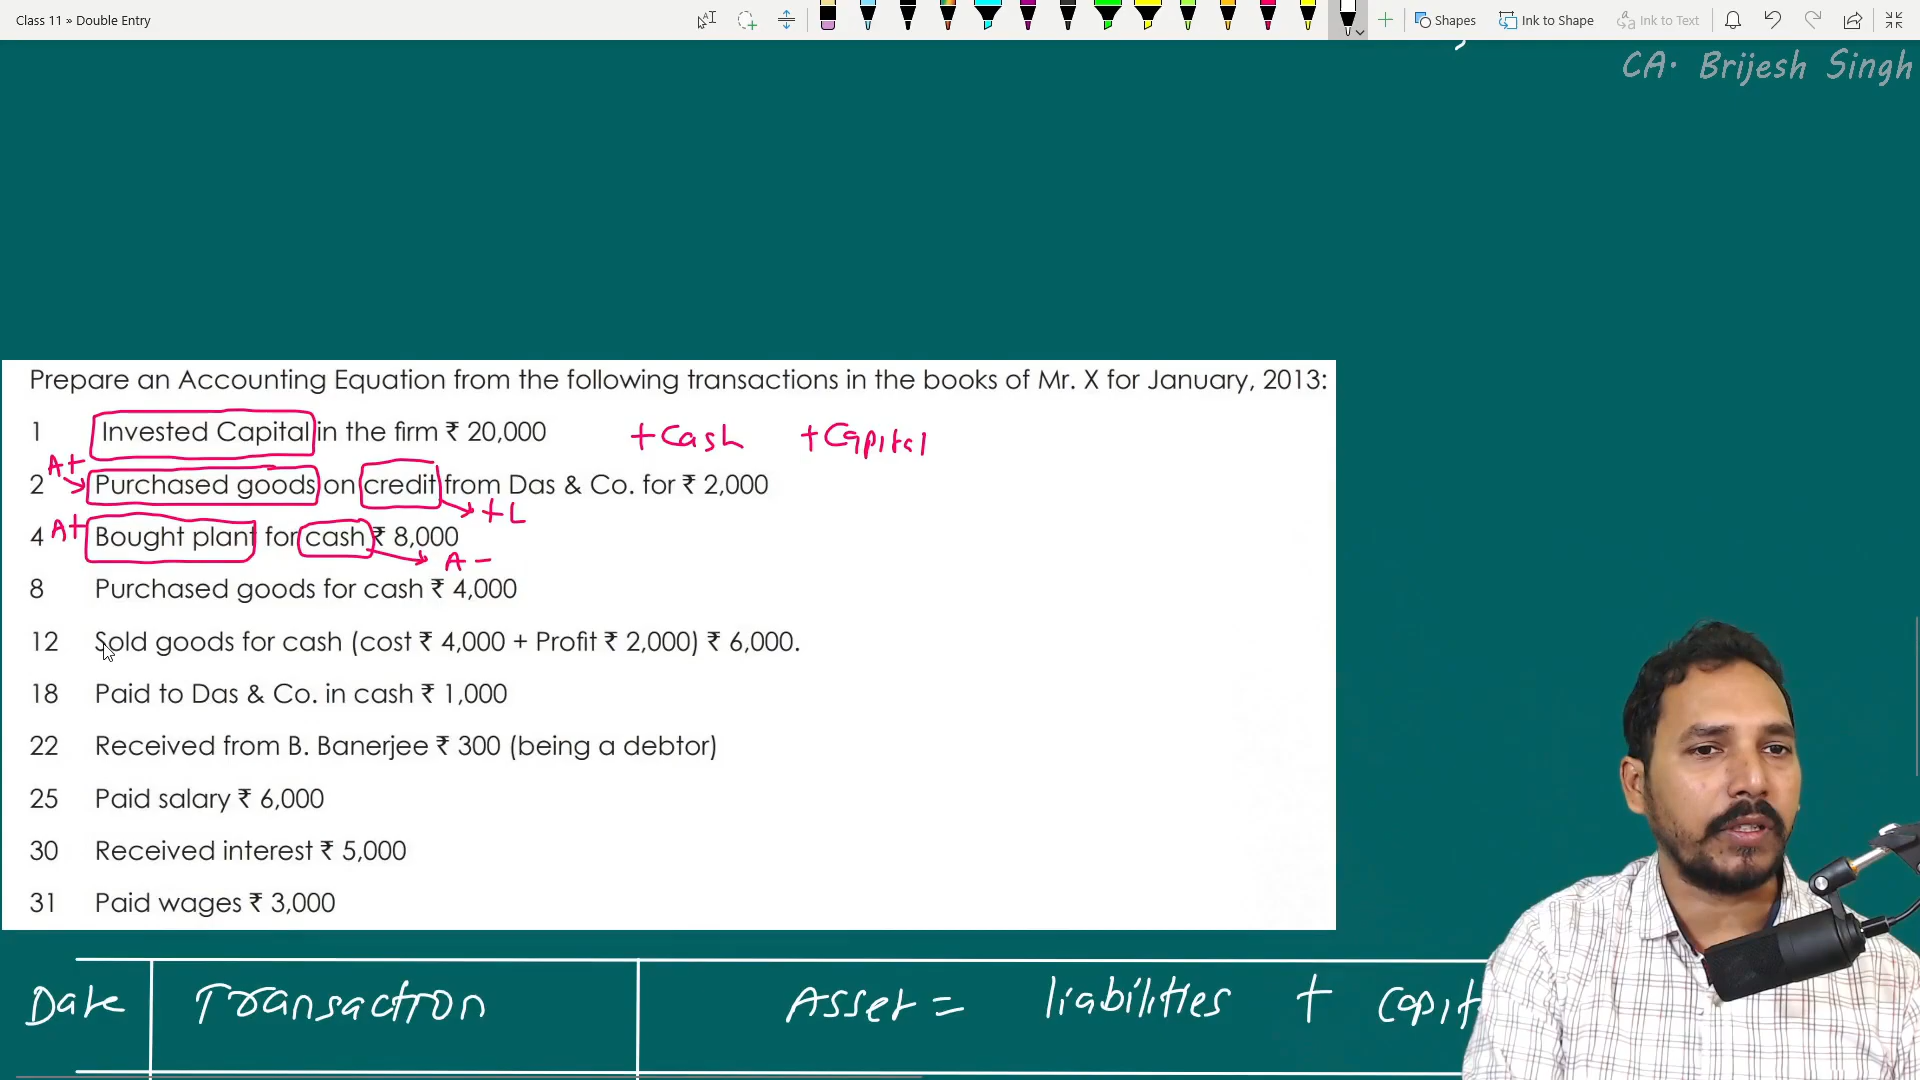 Class 11 » Double Entry
Shapes
Ink to Shape
Ink to Text
CA. Brijesh Singh
Prepare an Accounting Equation from the following transactions in the books of Mr. X for January, 2013:
1 Invested Capital in the firm ₹ 20,000 +Cash +Capital
A+
2 Purchased goods on credit from Das & Co. for ₹ 2,000
+L
4 A+ Bought plant for cash ₹ 8,000
A -
8 Purchased goods for cash ₹ 4,000
12 Sold goods for cash (cost ₹ 4,000 + Profit ₹ 2,000) ₹ 6,000.
18 Paid to Das & Co. in cash ₹ 1,000
22 Received from B. Banerjee ₹ 300 (being a debtor)
25 Paid salary ₹ 6,000
30 Received interest ₹ 5,000
31 Paid wages ₹ 3,000
Date Transaction Asset = liabilities + Capit